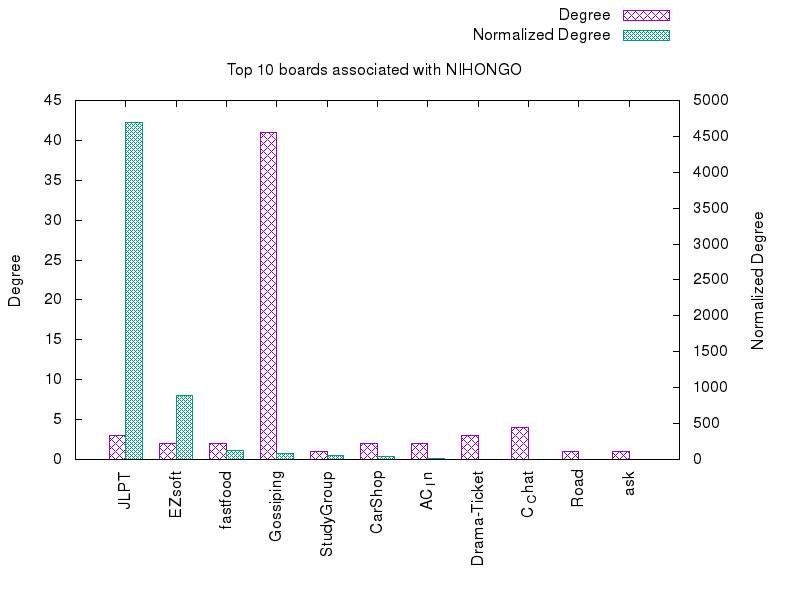 Degree
Normalized Degree
Top 10 boards associated with NIHONGO
45
40
35
30
25
20
15
10
5
0
Degree
5000
4500
4000
3500
3000
2500
2000
1500
1000
500
0
Normalized Degree
JLPT
EZsoft
fastfood
Gossiping
StudyGroup
CarShop
ACIn
Drama-Ticket
CChat
Road
ask